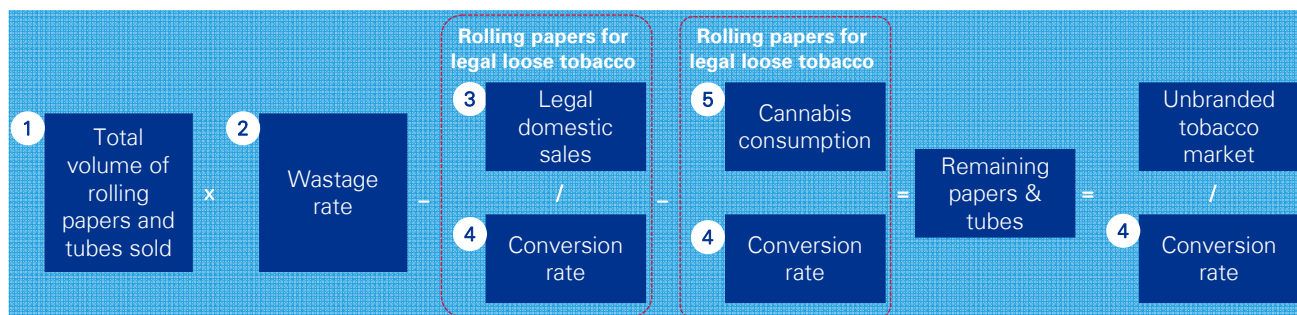 1
Total
volume of
rolling
papers and
tubes sold
x
2
Wastage
rate
–
Rolling papers for
legal loose tobacco
3
Legal
domestic
sales
/
4
Conversion
rate
–
Rolling papers for
legal loose tobacco
5
Cannabis
consumption
4
Conversion
rate
=
Remaining
papers &
tubes
=
Unbranded
tobacco
market
/
4
Conversion
rate